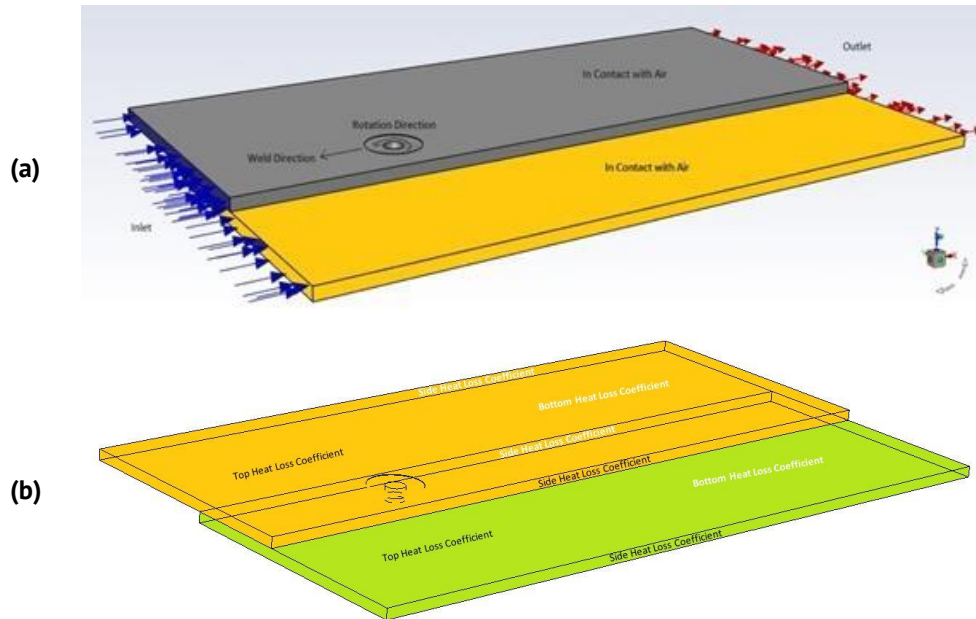 (a)
Outlet
In Contact with Air
Rotation Direction
Weld Direction
In Contact with Air
Inlet
(b)
Side Heat Loss Coefficient
Bottom Heat Loss Coefficient
Side Heat Loss Coefficient
Top Heat Loss Coefficient
Side Heat Loss Coefficient
Bottom Heat Loss Coefficient
Top Heat Loss Coefficient
Side Heat Loss Coefficient